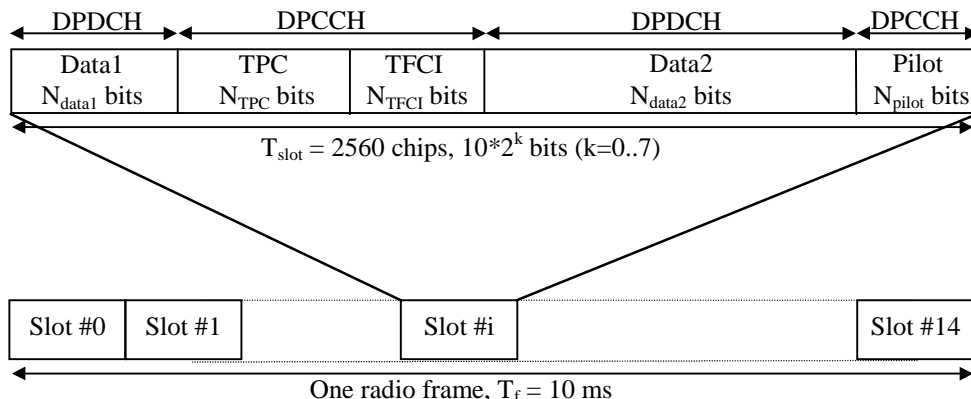 DPDCH DPCCH DPDCH DPCCH
Data1 TPC TFCI Data2 Pilot
N_data1 bits N_TPC bits N_TFCI bits N_data2 bits N_pilot bits
T_slot = 2560 chips, 10*2^k bits (k=0..7)
Slot #0 Slot #1 Slot #i Slot #14
One radio frame, T_f = 10 ms